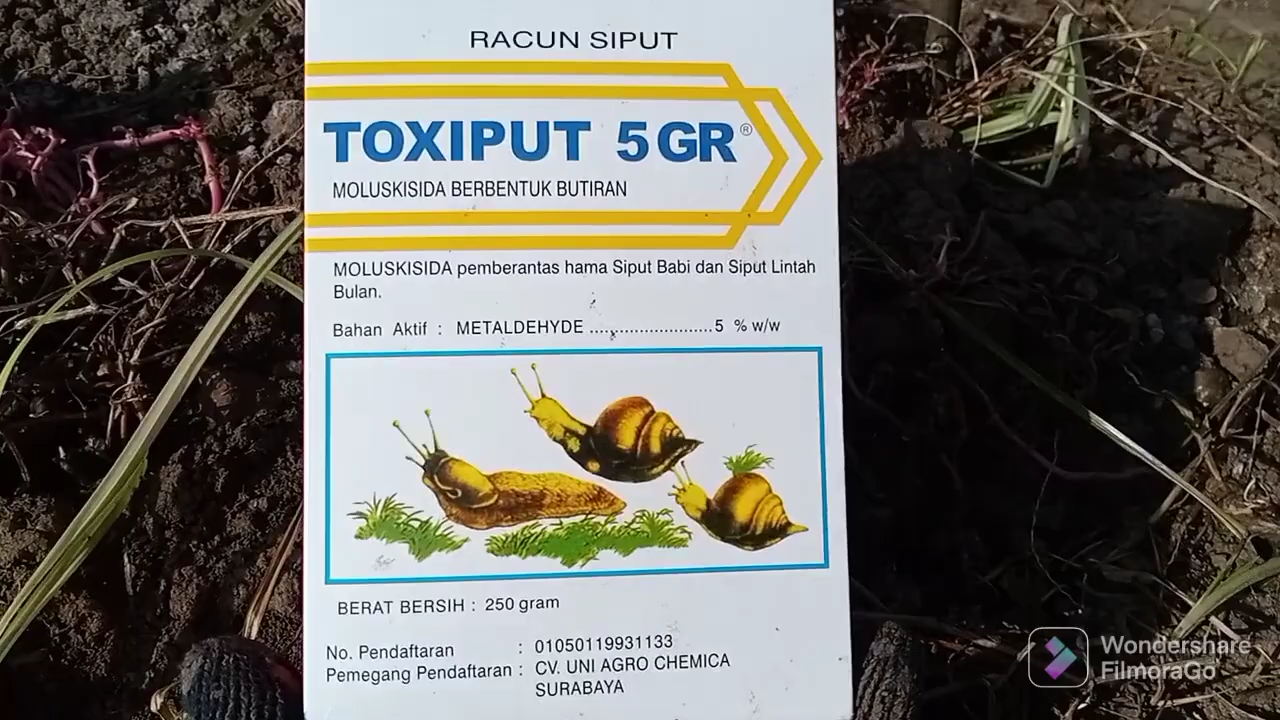 RACUN SIPUT
TOXIPUT 5GR®
MOLUSKISIDA BERBENTUK BUTIRAN
MOLUSKISIDA pemberantas hama Siput Babi dan Siput Lintah
Bulan.
Bahan Aktif : METALDEHYDE ........................5 % w/w
BERAT BERSIH : 250 gram
No. Pendaftaran : 01050119931133
Pemegang Pendaftaran : CV. UNI AGRO CHEMICA
SURABAYA
Wondershare
FilmoraGo